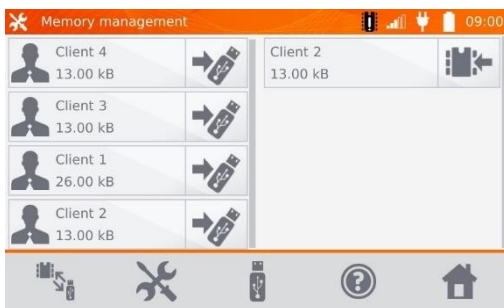 Memory management
09:00
Client 4
13.00 kB
Client 3
13.00 kB
Client 1
26.00 kB
Client 2
13.00 kB
Client 2
13.00 kB